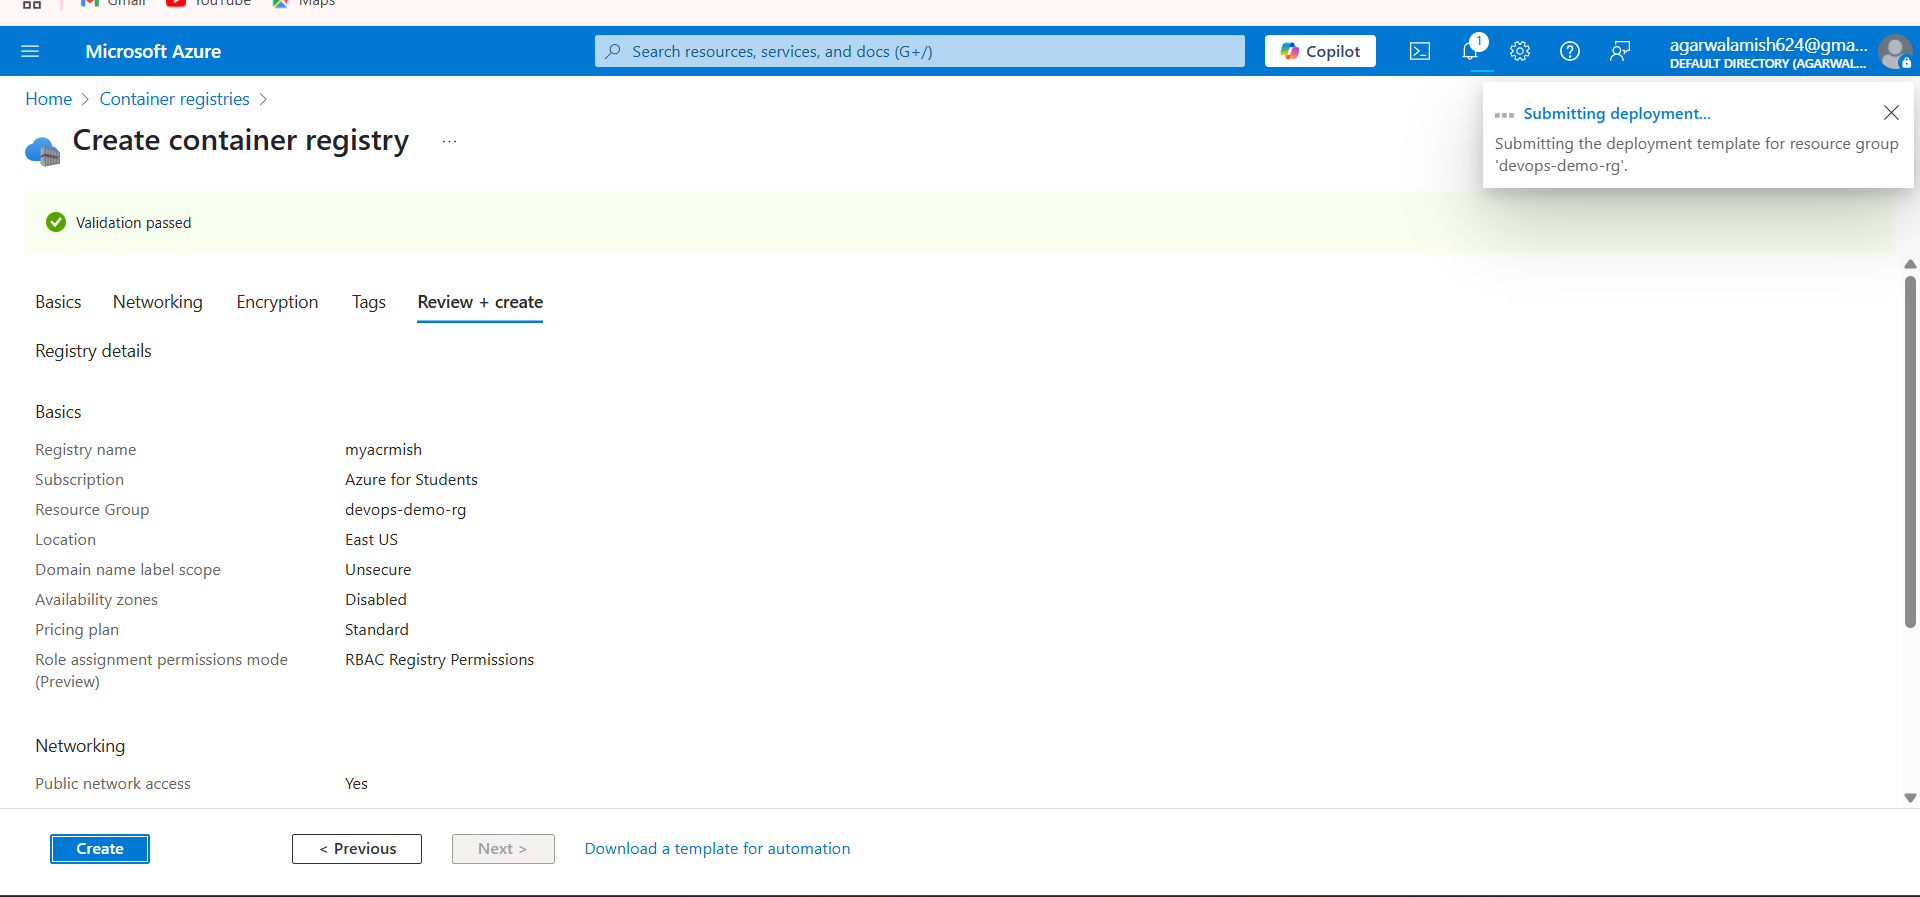 Gmail
YouTube
Maps
Microsoft Azure
Search resources, services, and docs (G+/)
Copilot
1
agarwalamish624@gma...
DEFAULT DIRECTORY (AGARWAL...
Home > Container registries >
Create container registry ...
Submitting deployment...
Submitting the deployment template for resource group
'devops-demo-rg'.
Validation passed
Basics
Networking
Encryption
Tags
Review + create
Registry details
Basics
Registry name myacrmish
Subscription Azure for Students
Resource Group devops-demo-rg
Location East US
Domain name label scope Unsecure
Availability zones Disabled
Pricing plan Standard
Role assignment permissions mode RBAC Registry Permissions
(Preview)
Networking
Public network access Yes
Create
< Previous
Next >
Download a template for automation